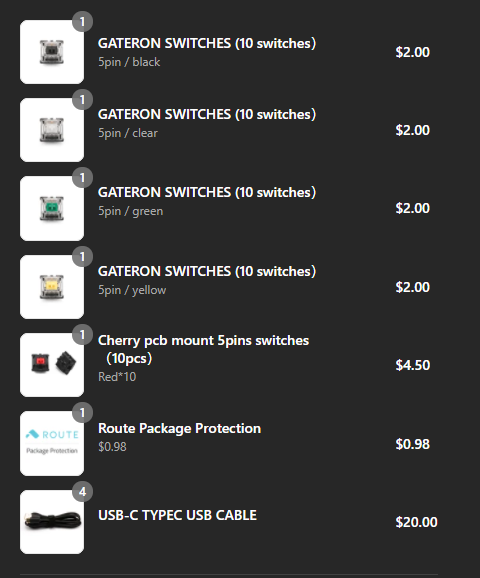 1
GATERON SWITCHES (10 switches）
5pin / black
$2.00
1
GATERON SWITCHES (10 switches）
5pin / clear
$2.00
1
GATERON SWITCHES (10 switches）
5pin / green
$2.00
1
GATERON SWITCHES (10 switches）
5pin / yellow
$2.00
1
Cherry pcb mount 5pins switches
（10pcs）
Red*10
$4.50
1
ROUTE
Package Protection
Route Package Protection
$0.98
$0.98
4
USB-C TYPEC USB CABLE
$20.00